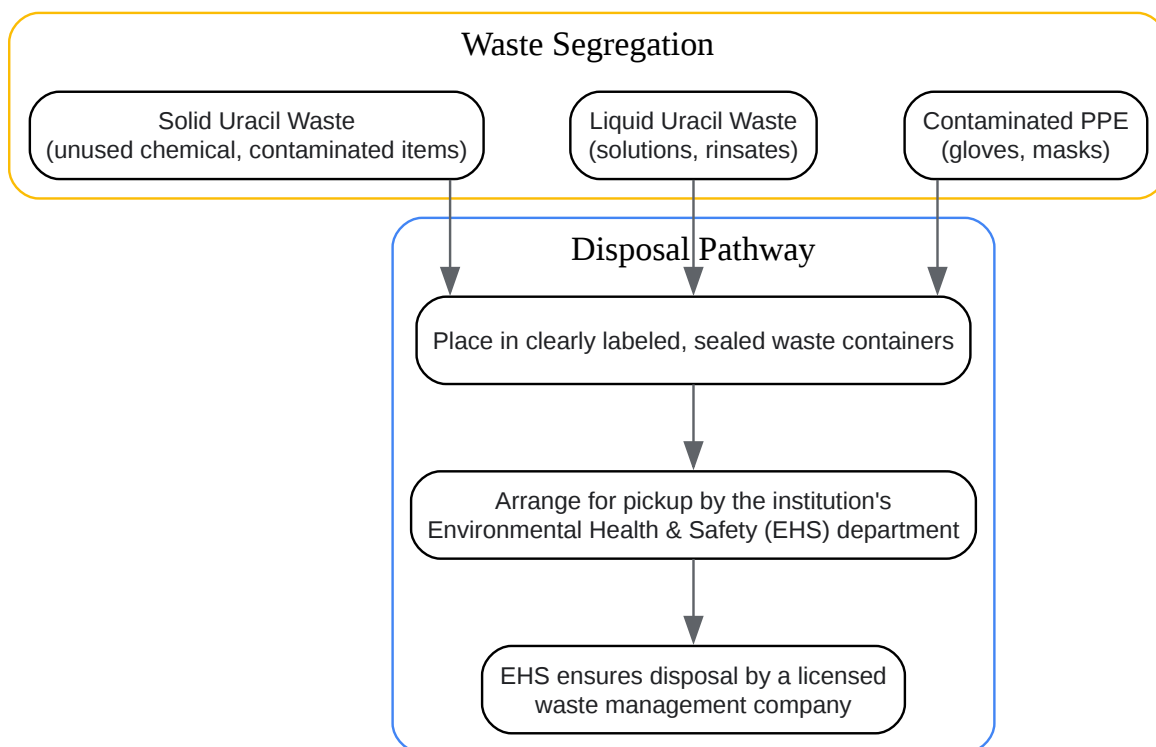 Waste Segregation
Solid Uracil Waste
(unused chemical, contaminated items)
Liquid Uracil Waste
(solutions, rinsates)
Contaminated PPE
(gloves, masks)
Disposal Pathway
Place in clearly labeled, sealed waste containers
Arrange for pickup by the institution's
Environmental Health & Safety (EHS) department
EHS ensures disposal by a licensed
waste management company